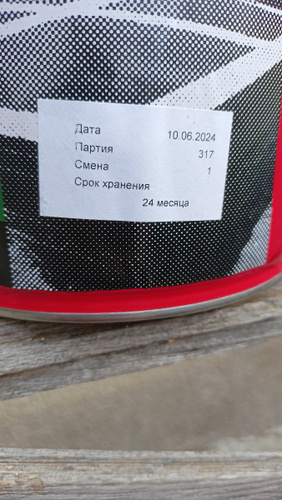 Дата 10.06.2024
Партия 317
Смена 1
Срок хранения
24 месяца